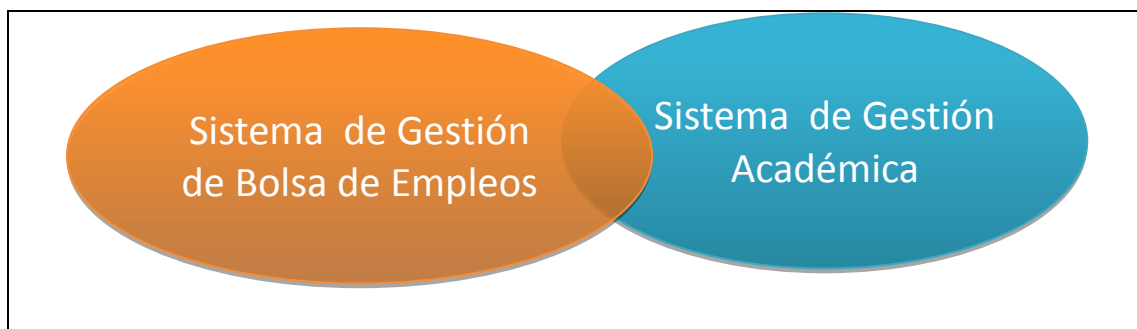 Sistema de Gestión
de Bolsa de Empleos
Sistema de Gestión
Académica